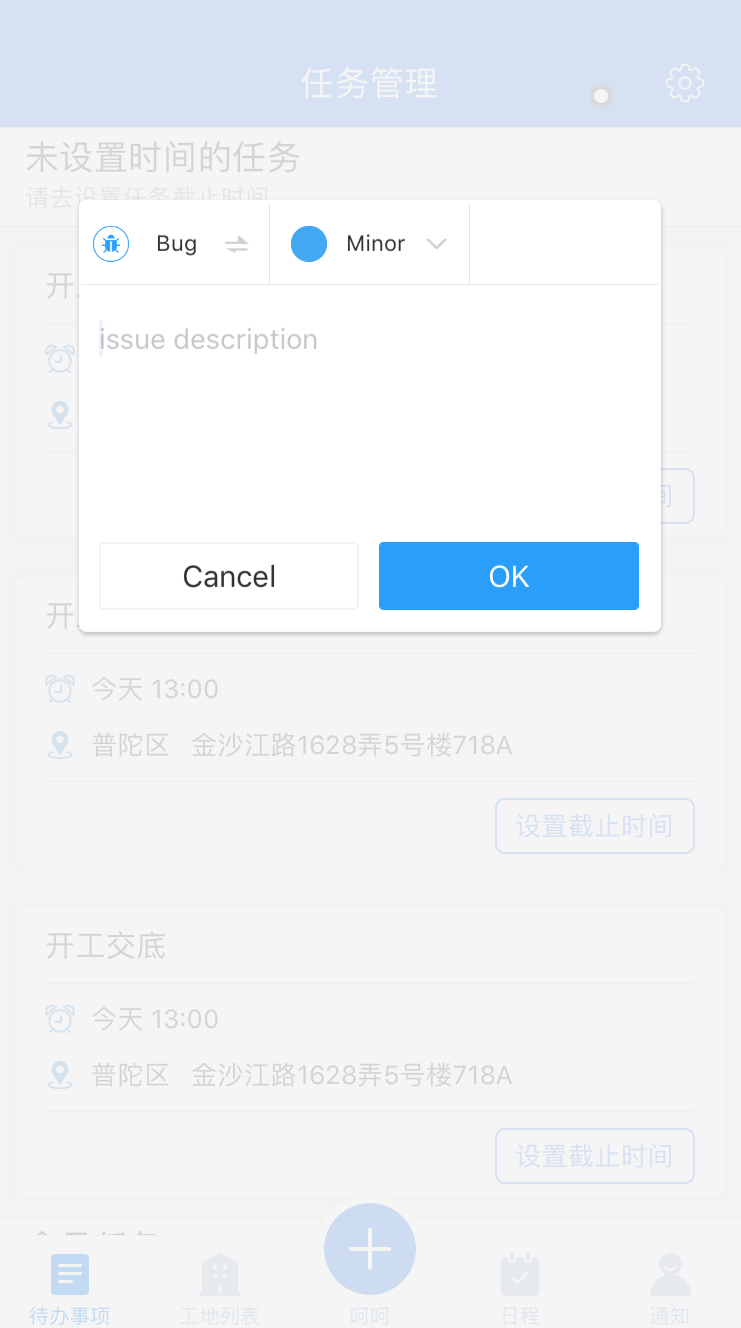 任务管理
未设置时间的任务
请去设置任务截止时间
Bug
Minor
开
issue description
Cancel
OK
开
今天 13:00
普陀区 金沙江路1628弄5号楼718A
设置截止时间
开工交底
今天 13:00
普陀区 金沙江路1628弄5号楼718A
设置截止时间
待办事项
工地列表
呵呵
日程
通知